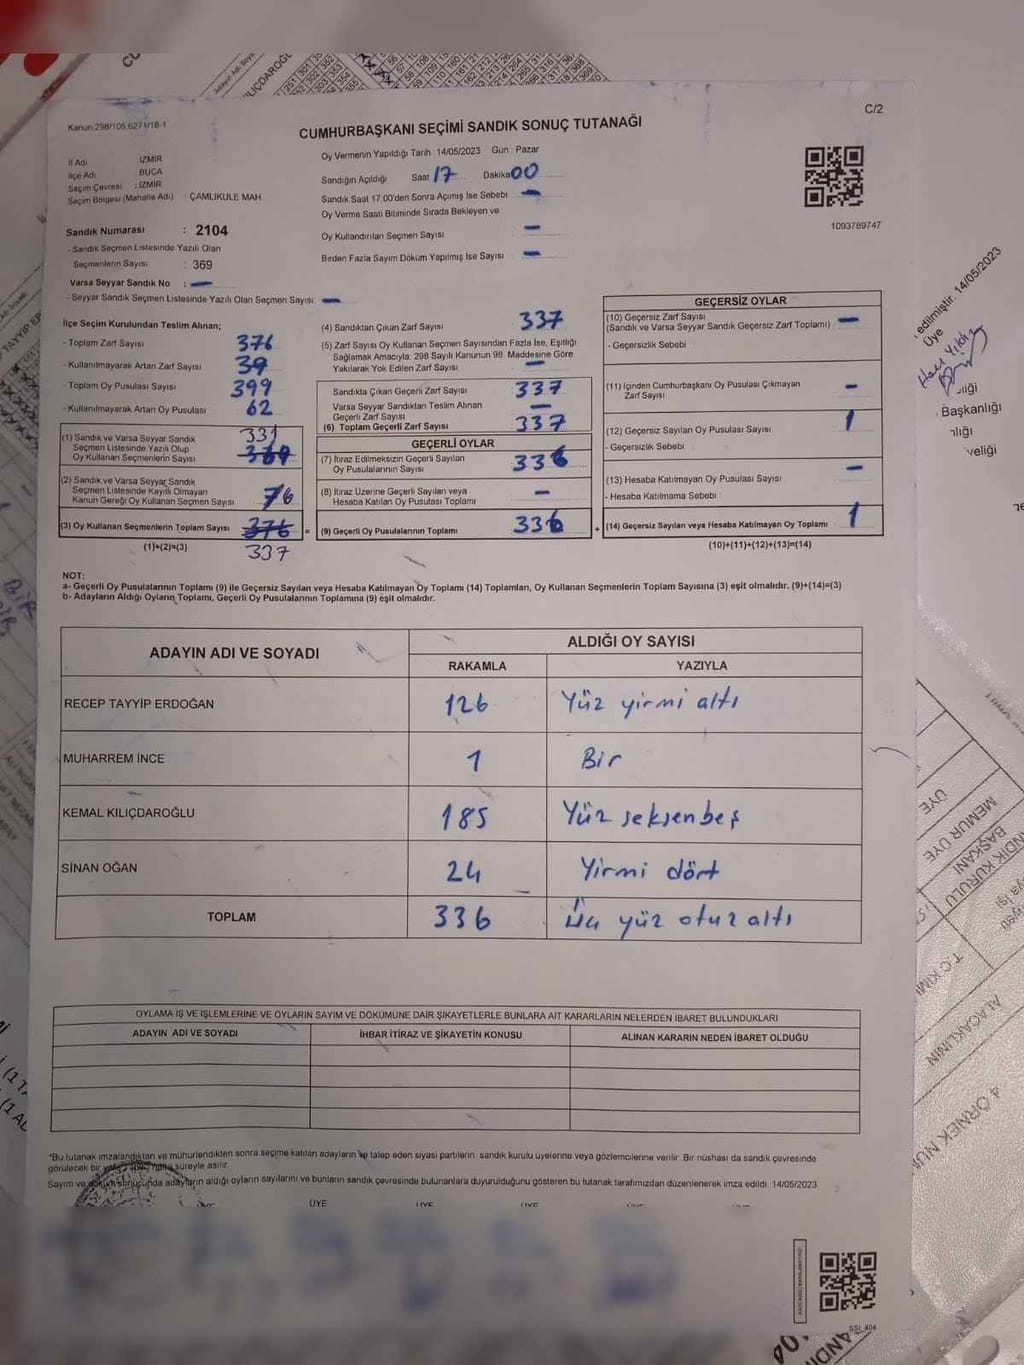 C/2
Kanun:298/105,6271/18-1
CUMHURBAŞKANI SEÇİMİ SANDIK SONUÇ TUTANAĞI
Oy Vermenin Yapıldığı Tarih :14/05/2023 Gün : Pazar
İl Adı İZMİR
İlçe Adı BUCA
Seçim Çevresi : İZMİR
Seçim Bölgesi (Mahalle Adı) ÇAMLIKULE MAH.
Sandığın Açıldığı Saat 17 Dakika 00
Sandık Saat 17.00'den Sonra Açımış İse Sebebi —
Oy Verme Saati Bitiminde Sırada Bekleyen ve
Oy Kullandırılan Seçmen Sayısı —
Birden Fazla Sayım Döküm Yapılmış İse Sayısı —
1093789747
Sandık Numarası : 2104
- Sandık Seçmen Listesinde Yazılı Olan
Seçmenlerin Sayısı : 369
Varsa Seyyar Sandık No : —
- Seyyar Sandık Seçmen Listesinde Yazılı Olan Seçmen Sayısı —
İlçe Seçim Kurulundan Teslim Alınan;
- Toplam Zarf Sayısı 376
- Kullanılmayarak Artan Zarf Sayısı 39
- Toplam Oy Pusulası Sayısı 399
- Kullanılmayarak Artan Oy Pusulası 62
(1) Sandık ve Varsa Seyyar Sandık 331
Seçmen Listesinde Yazılı Olup
Oy Kullanan Seçmenlerin Sayısı
(2) Sandık ve Varsa Seyyar Sandık
Seçmen Listesinde Kayıtlı Olmayan
Kanun Gereği Oy Kullanan Seçmen Sayısı
(3) Oy Kullanan Seçmenlerin Toplam Sayısı 376 =
(1)+(2)=(3) 337
(4) Sandıktan Çıkan Zarf Sayısı 337
(5) Zarf Sayısı Oy Kullanan Seçmen Sayısından Fazla İse, Eşitliği
Sağlamak Amacıyla; 298 Sayılı Kanunun 98. Maddesine Göre
Yakılarak Yok Edilen Zarf Sayısı —
Sandıkta Çıkan Geçerli Zarf Sayısı 337
Varsa Seyyar Sandıktan Teslim Alınan
Geçerli Zarf Sayısı —
(6) Toplam Geçerli Zarf Sayısı 337
GEÇERLİ OYLAR
(7) İtiraz Edilmeksizin Geçerli Sayılan
Oy Pusulalarının Sayısı 336
(8) İtiraz Üzerine Geçerli Sayılan veya
Hesaba Katılan Oy Pusulası Toplamı —
(9) Geçerli Oy Pusulalarının Toplamı 336 +
GEÇERSİZ OYLAR
(10) Geçersiz Zarf Sayısı
(Sandık ve Varsa Seyyar Sandık Geçersiz Zarf Toplamı) —
- Geçersizlik Sebebi
(11) İçinden Cumhurbaşkanı Oy Pusulası Çıkmayan
Zarf Sayısı —
(12) Geçersiz Sayılan Oy Pusulası Sayısı 1
- Geçersizlik Sebebi
(13) Hesaba Katılmayan Oy Pusulası Sayısı —
- Hesaba Katılmama Sebebi
(14) Geçersiz Sayılan veya Hesaba Katılmayan Oy Toplamı 1
(10)+(11)+(12)+(13)=(14)
NOT:
a- Geçerli Oy Pusulalarının Toplamı (9) ile Geçersiz Sayılan veya Hesaba Katılmayan Oy Toplamı (14) Toplamları, Oy Kullanan Seçmenlerin Toplam Sayısına (3) eşit olmalıdır. (9)+(14)=(3)
b- Adayların Aldığı Oyların Toplamı, Geçerli Oy Pusulalarının Toplamına (9) eşit olmalıdır.
ADAYIN ADI VE SOYADI ALDIĞI OY SAYISI
RAKAMLA YAZIYLA
RECEP TAYYİP ERDOĞAN 126 Yüz yirmi altı
MUHARREM İNCE 1 Bir
KEMAL KILIÇDAROĞLU 185 Yüz seksenbeş
SİNAN OĞAN 24 Yirmi dört
TOPLAM 336 yüz otuz altı
OYLAMA İŞ VE İŞLEMLERİNE VE OYLARIN SAYIM VE DÖKÜMÜNE DAİR ŞİKAYETLERLE BUNLARA AİT KARARLARIN NELERDEN İBARET BULUNDUKLARI
ADAYIN ADI VE SOYADI İHBAR İTİRAZ VE ŞİKAYETİN KONUSU ALINAN KARARIN NEDEN İBARET OLDUĞU
*Bu tutanak imzalandıktan ve mühürlendikten sonra seçime katılan adayların ve talep eden siyasi partilerin sandık kurulu üyelerine veya gözlemcilerine verilir. Bir nüshası da sandık çevresinde
görülecek bir süreyle asılır.
Sayım ve sonucunda adayların aldığı oyların sayılarını ve bunların sandık çevresinde bulunanlara duyurulduğunu gösteren bu tutanak tarafımızdan düzenlenerek imza edildi. 14/05/2023
ÜYE
SSI 404
edilmiştir. 14/05/2023
Üye
Başkanlığı
ÜYE
MEMUR ÜYE